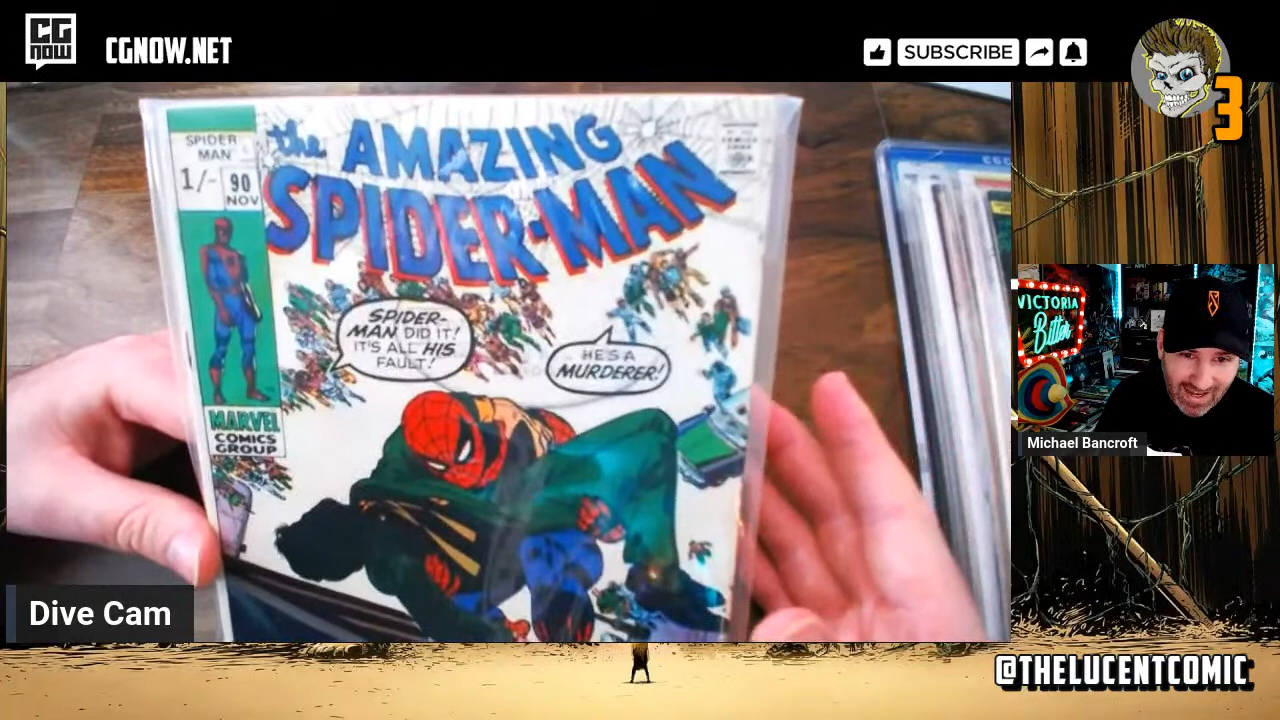 CG
NOW
CGNOW.NET
SUBSCRIBE
3
SPIDER
MAN
1/-
90
NOV
the AMAZING
SPIDER-MAN
SPIDER-
MAN DID IT!
IT'S ALL HIS
FAULT!
HE'S A
MURDERER!
MARVEL
COMICS
GROUP
VICTORIA
Bitter
Michael Bancroft
Dive Cam
@THELUCENTCOMIC